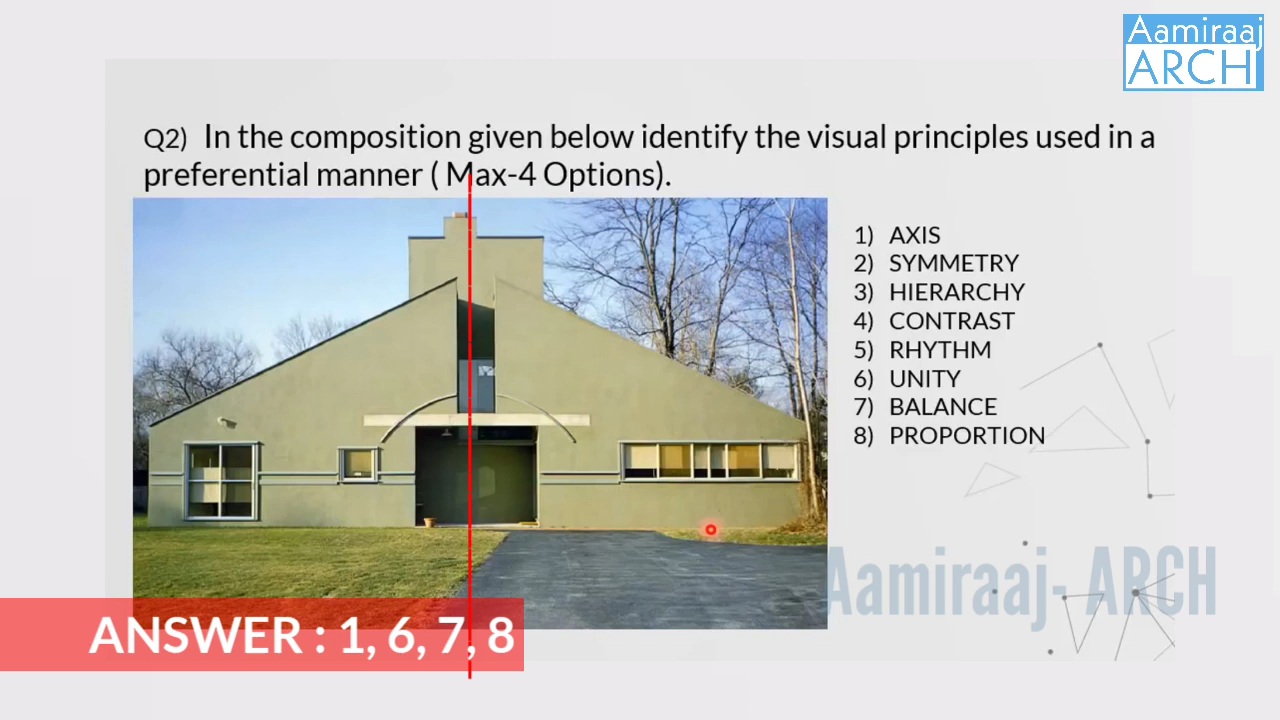 Aamiraaj
ARCH
Q2) In the composition given below identify the visual principles used in a
preferential manner ( Max-4 Options).
1) AXIS
2) SYMMETRY
3) HIERARCHY
4) CONTRAST
5) RHYTHM
6) UNITY
7) BALANCE
8) PROPORTION
Aamiraaj- ARCH
ANSWER : 1, 6, 7, 8